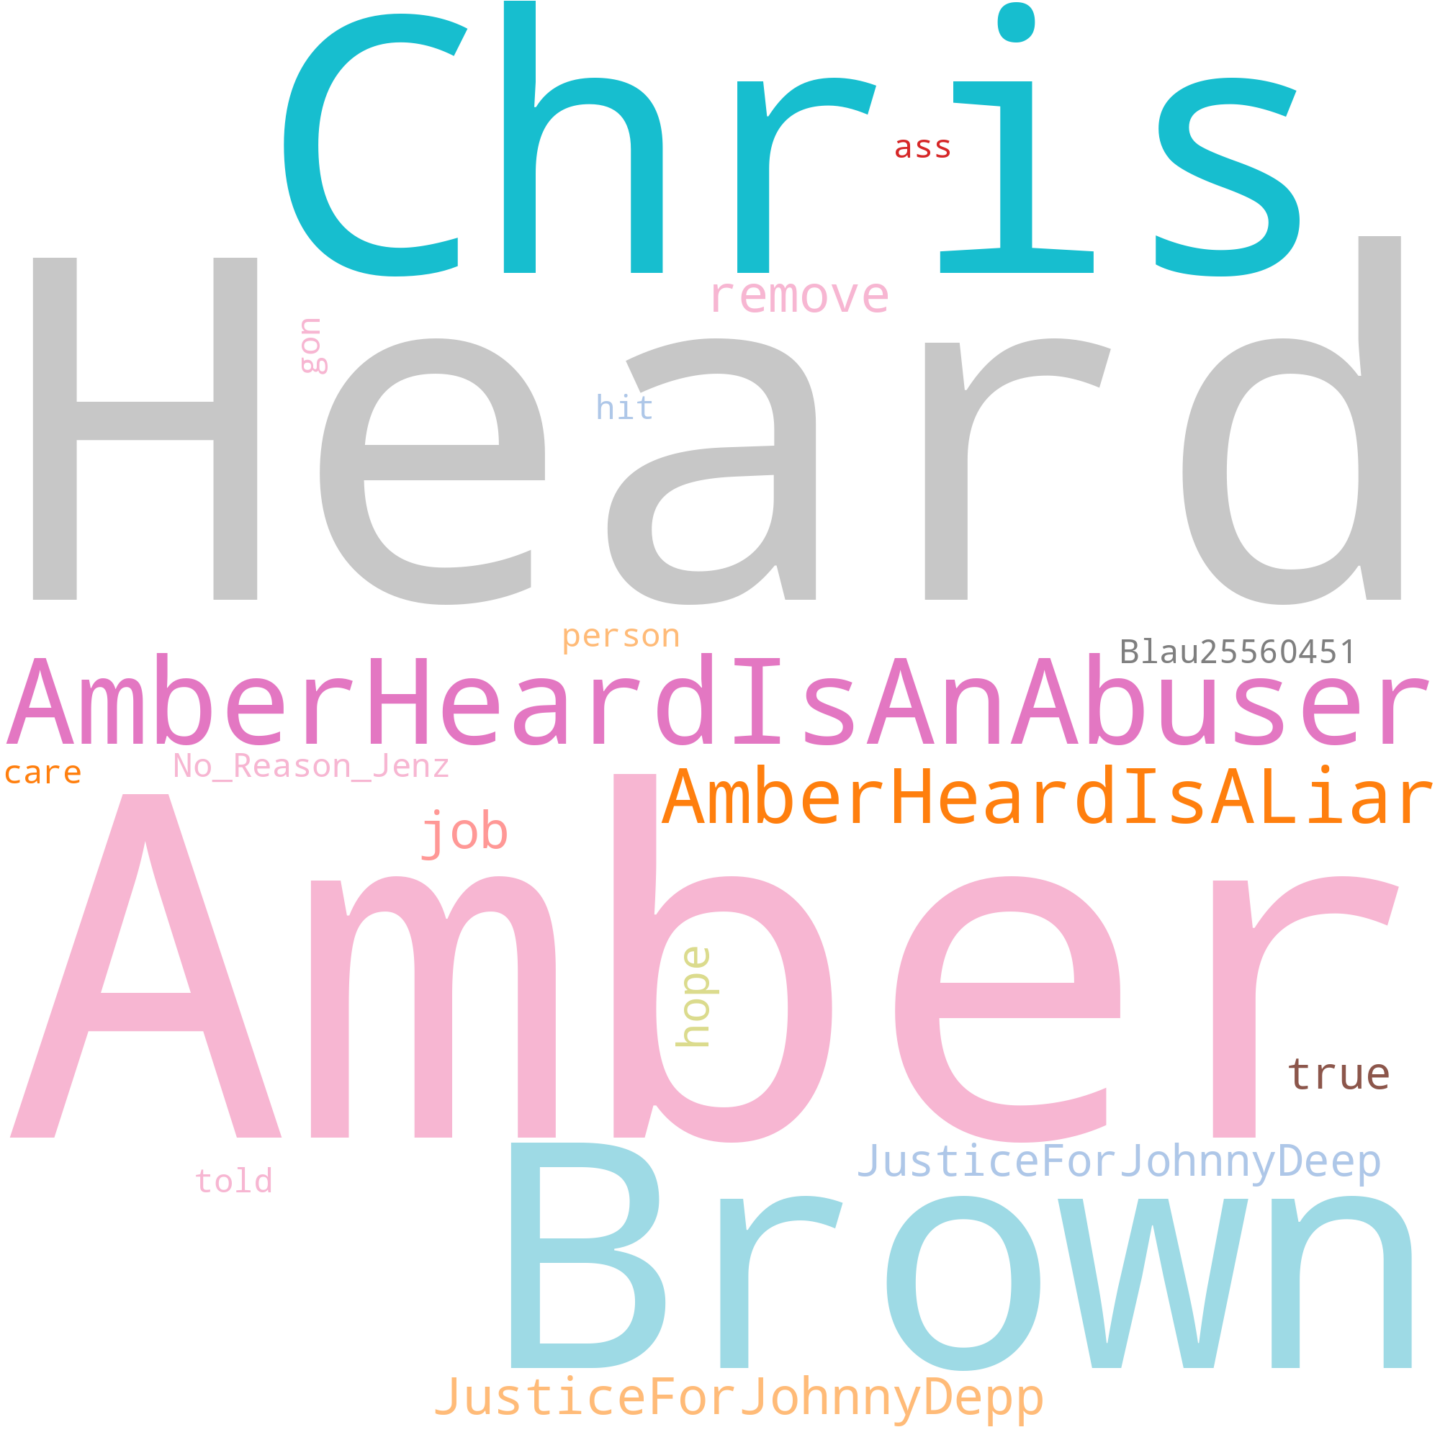 Chris
ass
Heard
remove
gon
hit
person
Blau25560451
AmberHeardIsAnAbuser
care
No_Reason_Jenz
AmberHeardIsALiar
Amber
job
hope
true
JusticeForJohnnyDeep
told
Brown
JusticeForJohnnyDepp